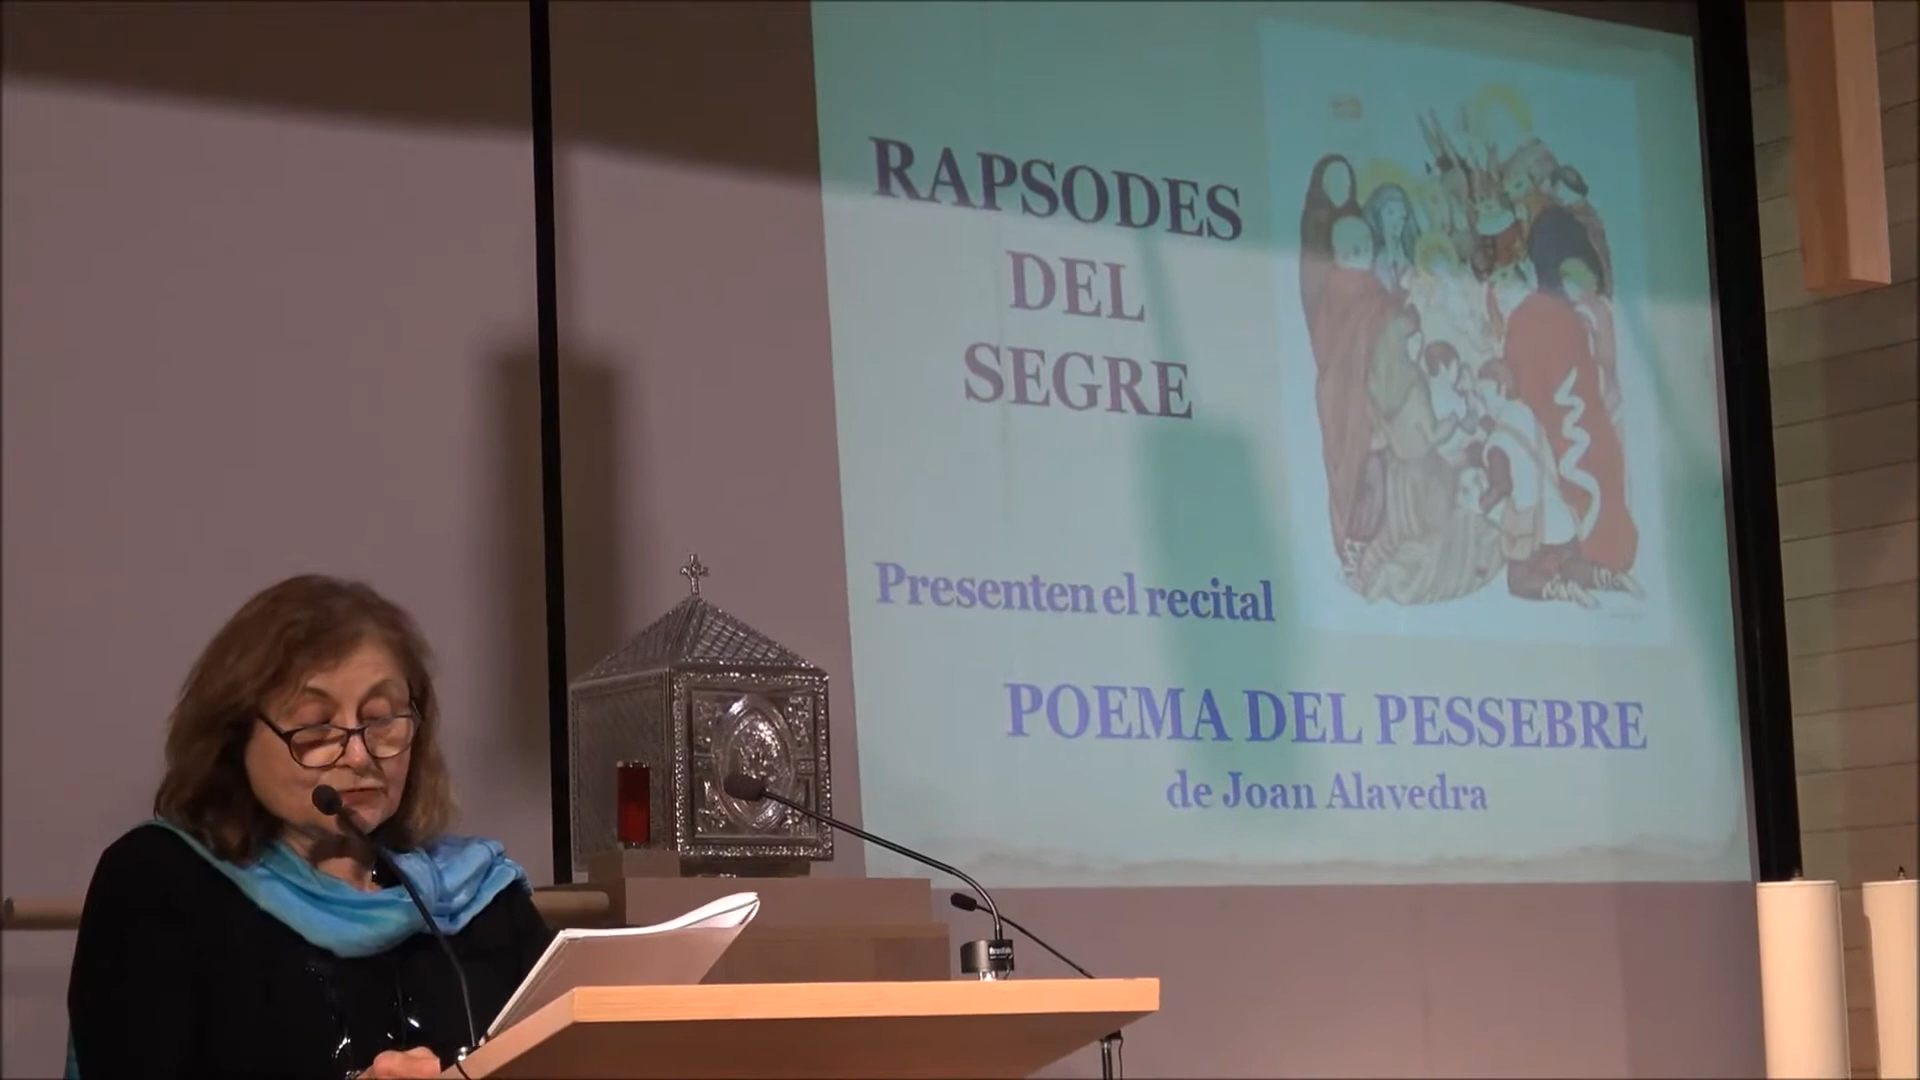 RAPSODES
DEL
SEGRE
Presenten el recital
POEMA DEL PESSEBRE
de Joan Alavedra